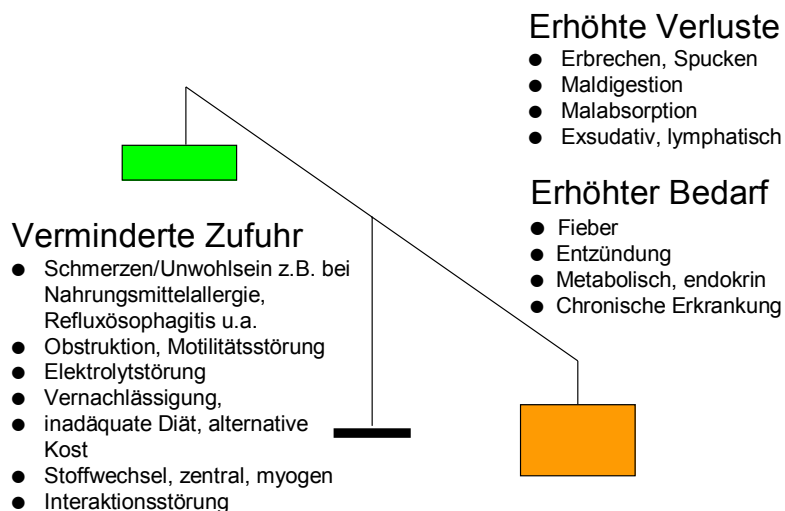 Erhöhte Verluste
● Erbrechen, Spucken
● Maldigestion
● Malabsorption
● Exsudativ, lymphatisch
Erhöhter Bedarf
● Fieber
● Entzündung
● Metabolisch, endokrin
● Chronische Erkrankung
Verminderte Zufuhr
● Schmerzen/Unwohlsein z.B. bei
Nahrungsmittelallergie,
Refluxösophagitis u.a.
● Obstruktion, Motilitätsstörung
● Elektrolytstörung
● Vernachlässigung,
● inadäquate Diät, alternative
Kost
● Stoffwechsel, zentral, myogen
● Interaktionsstörung